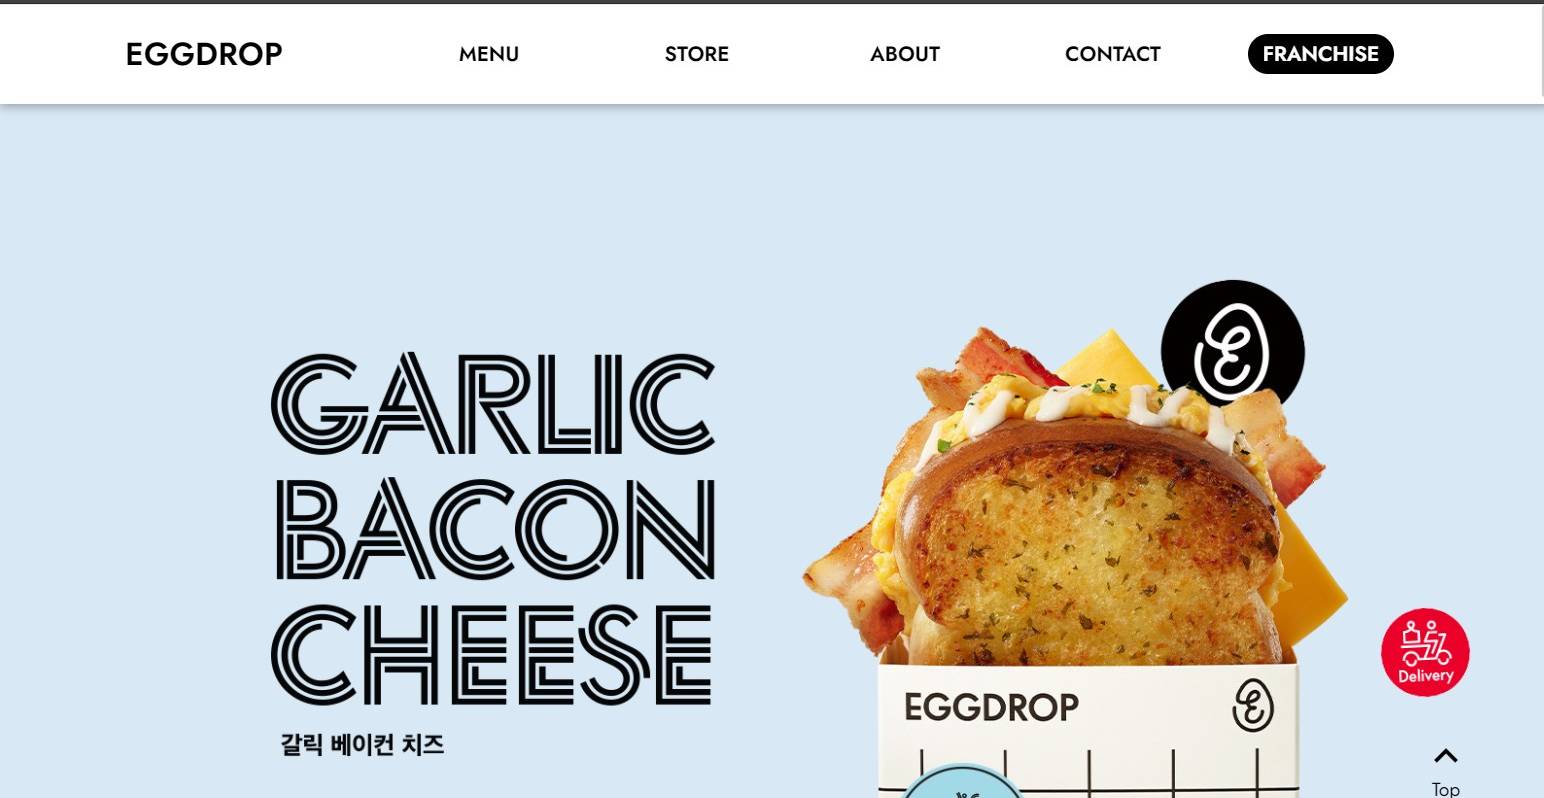 EGGDROP
MENU
STORE
ABOUT
CONTACT
FRANCHISE
GARLIC
BACON
CHEESE
갈릭 베이컨 치즈
EGGDROP
Delivery
Top